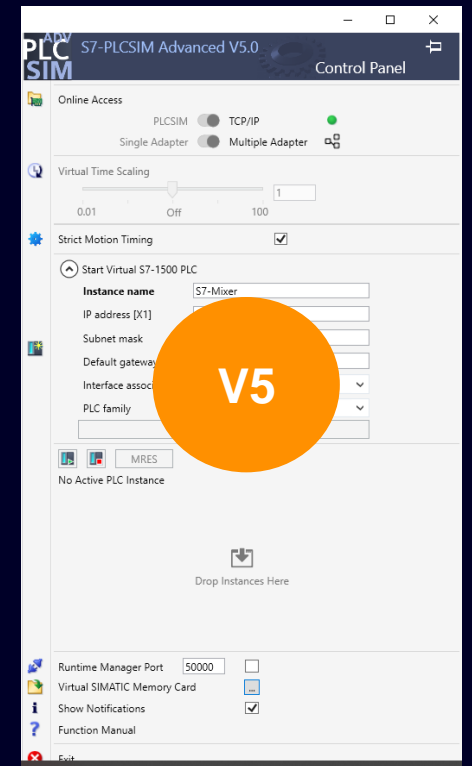 ADV
PLC S7-PLCSIM Advanced V5.0
SIM Control Panel
Online Access
PLCSIM TCP/IP
Single Adapter Multiple Adapter
Virtual Time Scaling
1
0.01 Off 100
Strict Motion Timing
Start Virtual S7-1500 PLC
Instance name S7-Mixer
IP address [X1]
Subnet mask
Default gateway
Interface associ
PLC family
V5
MRES
No Active PLC Instance
Drop Instances Here
Runtime Manager Port 50000
Virtual SIMATIC Memory Card ...
Show Notifications
Function Manual
Exit